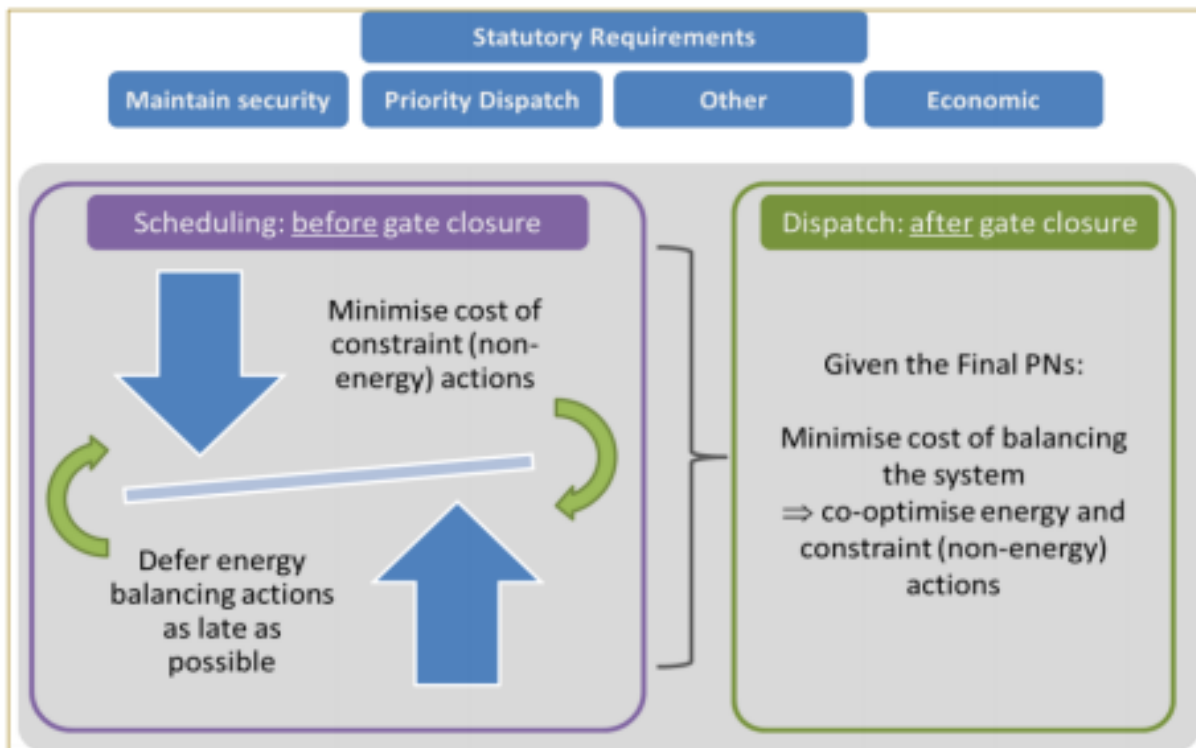 Statutory Requirements
Maintain security
Priority Dispatch
Other
Economic
Scheduling: before gate closure
Minimise cost of
constraint (non-
energy) actions
Defer energy
balancing actions
as late as
possible
Dispatch: after gate closure
Given the Final PNs:
Minimise cost of balancing
the system
⇒ co-optimise energy and
constraint (non-energy)
actions